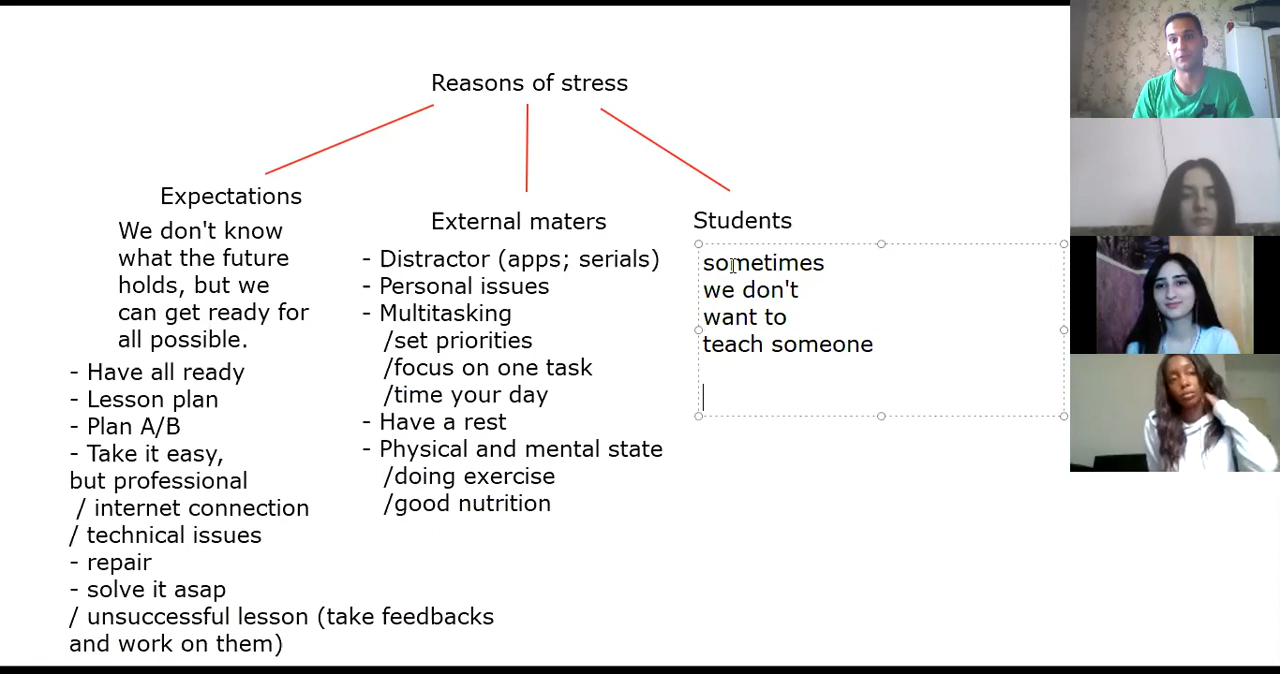 Reasons of stress
Expectations
We don't know
what the future
holds, but we
can get ready for
all possible.
- Have all ready
- Lesson plan
- Plan A/B
- Take it easy,
but professional
/ internet connection
/ technical issues
- repair
- solve it asap
/ unsuccessful lesson (take feedbacks
and work on them)
External maters
- Distractor (apps; serials)
- Personal issues
- Multitasking
/set priorities
/focus on one task
/time your day
- Have a rest
- Physical and mental state
/doing exercise
/good nutrition
Students
sometimes
we don't
want to
teach someone